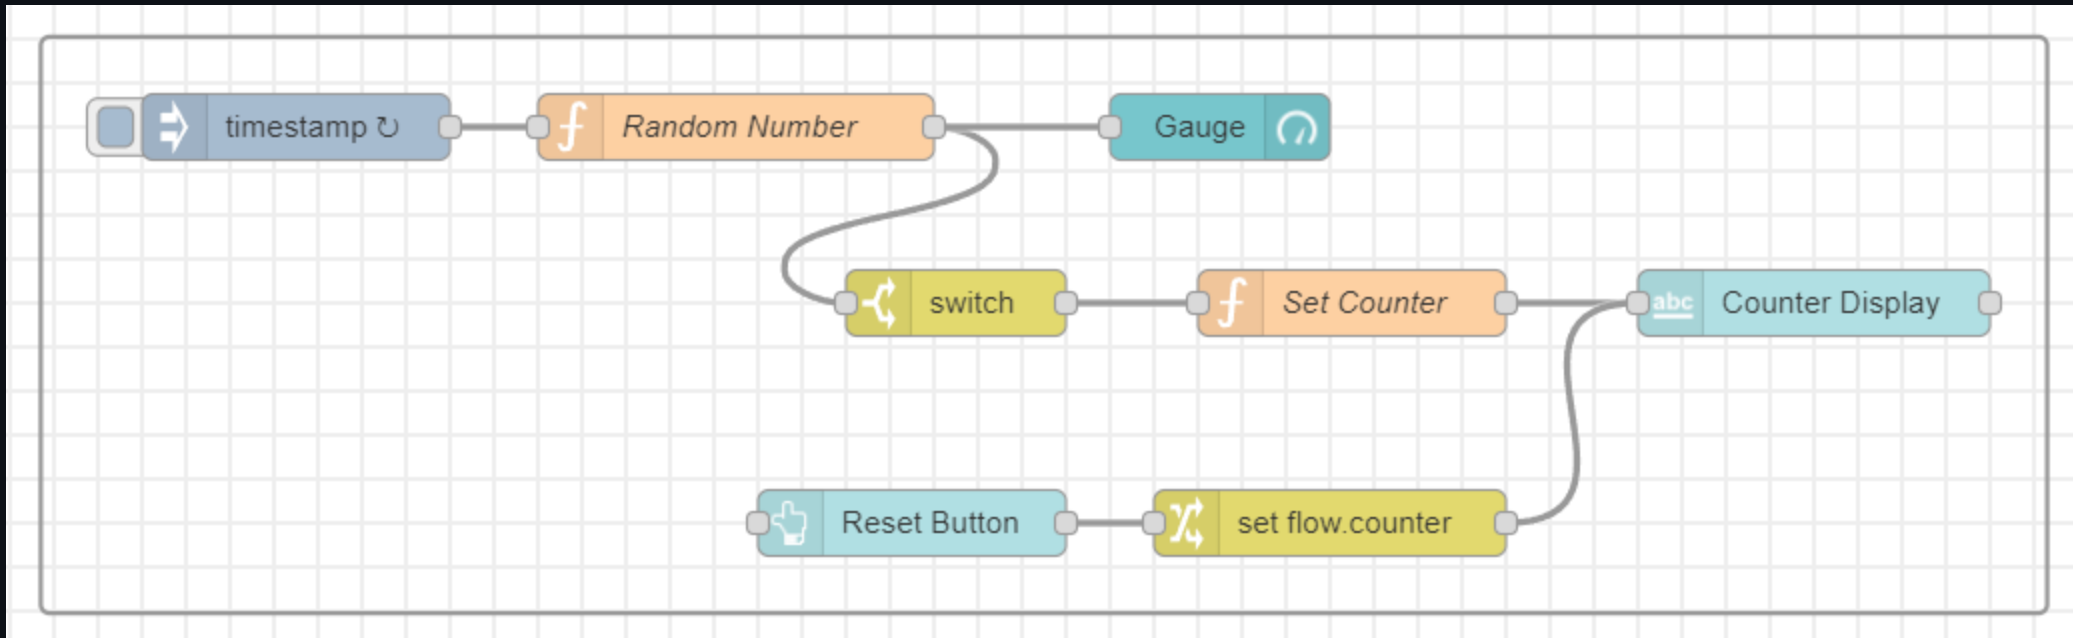 timestamp ↻
Random Number
Gauge
switch
Set Counter
abc
Counter Display
Reset Button
set flow.counter